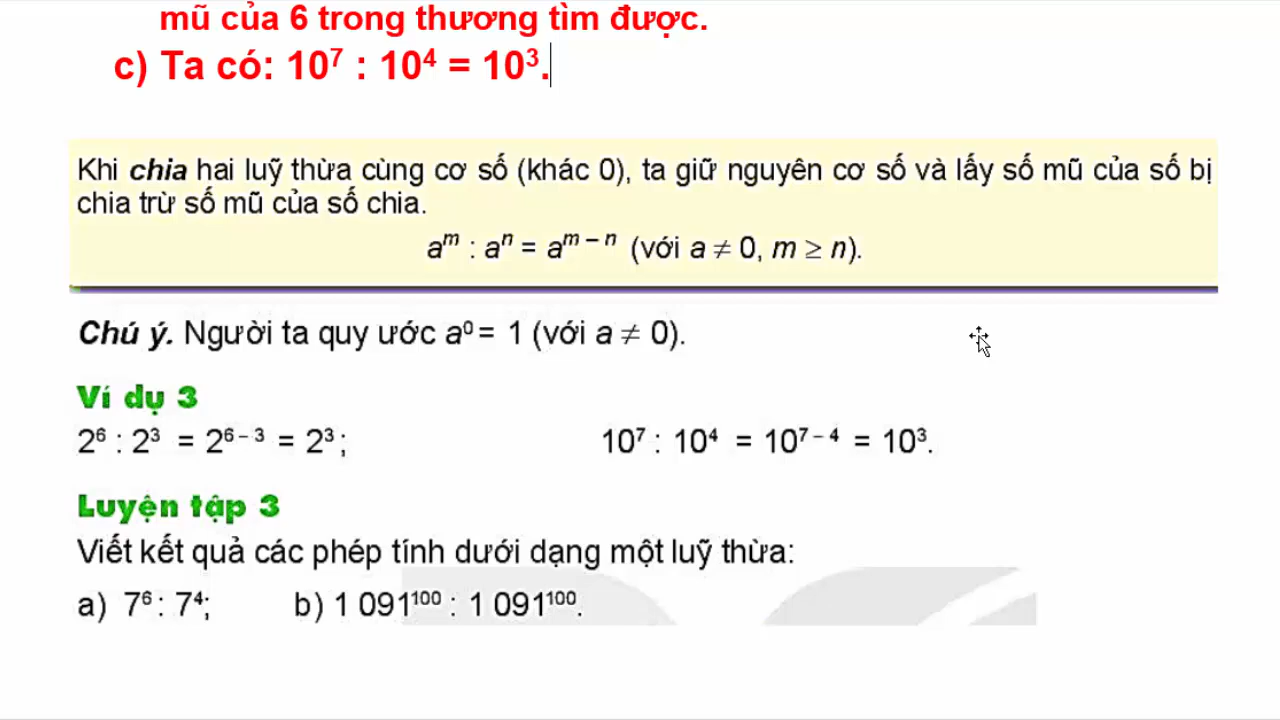 mũ của 6 trong thương tìm được.
c) Ta có: 10⁷ : 10⁴ = 10³.
Khi chia hai luỹ thừa cùng cơ số (khác 0), ta giữ nguyên cơ số và lấy số mũ của số bị
chia trừ số mũ của số chia.
aᵐ : aⁿ = aᵐ⁻ⁿ (với a ≠ 0, m ≥ n).
Chú ý. Người ta quy ước a⁰ = 1 (với a ≠ 0).
Ví dụ 3
2⁶ : 2³ = 2⁶⁻³ = 2³; 10⁷ : 10⁴ = 10⁷⁻⁴ = 10³.
Luyện tập 3
Viết kết quả các phép tính dưới dạng một luỹ thừa:
a) 7⁶ : 7⁴; b) 1 091¹⁰⁰ : 1 091¹⁰⁰.